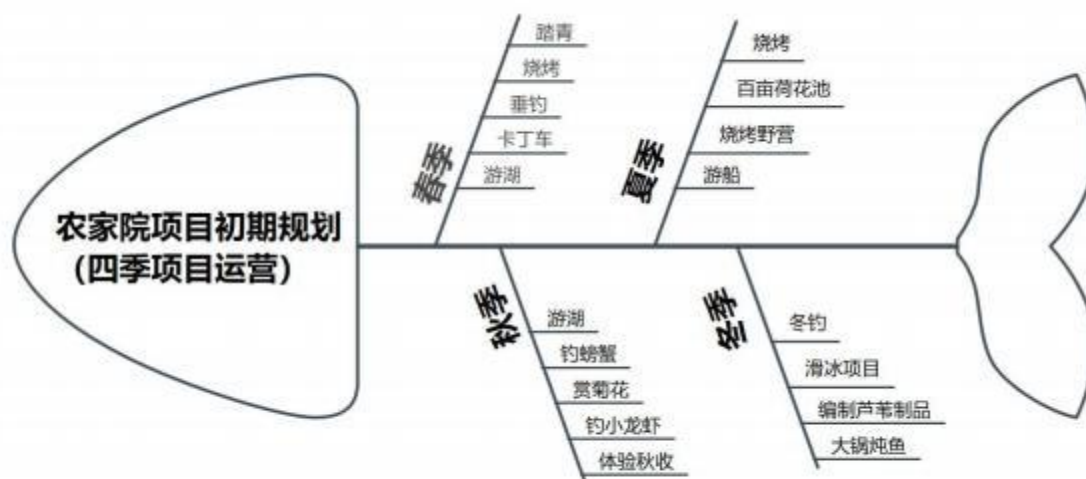 农家院项目初期规划
（四季项目运营）
春季
踏青
烧烤
垂钓
卡丁车
游湖
夏季
烧烤
百亩荷花池
烧烤野营
游船
秋季
游湖
钓螃蟹
赏菊花
钓小龙虾
体验秋收
冬季
冬钓
滑冰项目
编制芦苇制品
大锅炖鱼